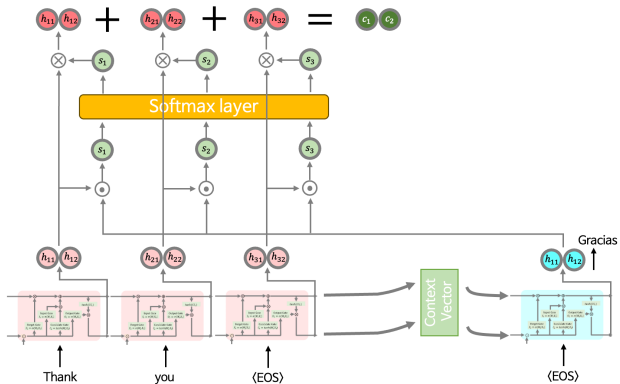 h₁₁ h₁₂ + h₂₁ h₂₂ + h₃₁ h₃₂ = c₁ c₂
s₁ s₂ s₃
Softmax layer
s₁ s₂ s₃
h₁₁ h₁₂ h₂₁ h₂₂ h₃₁ h₃₂ h₁₁ h₁₂
Gracias
Context
Vector
Thank you ⟨EOS⟩ ⟨EOS⟩